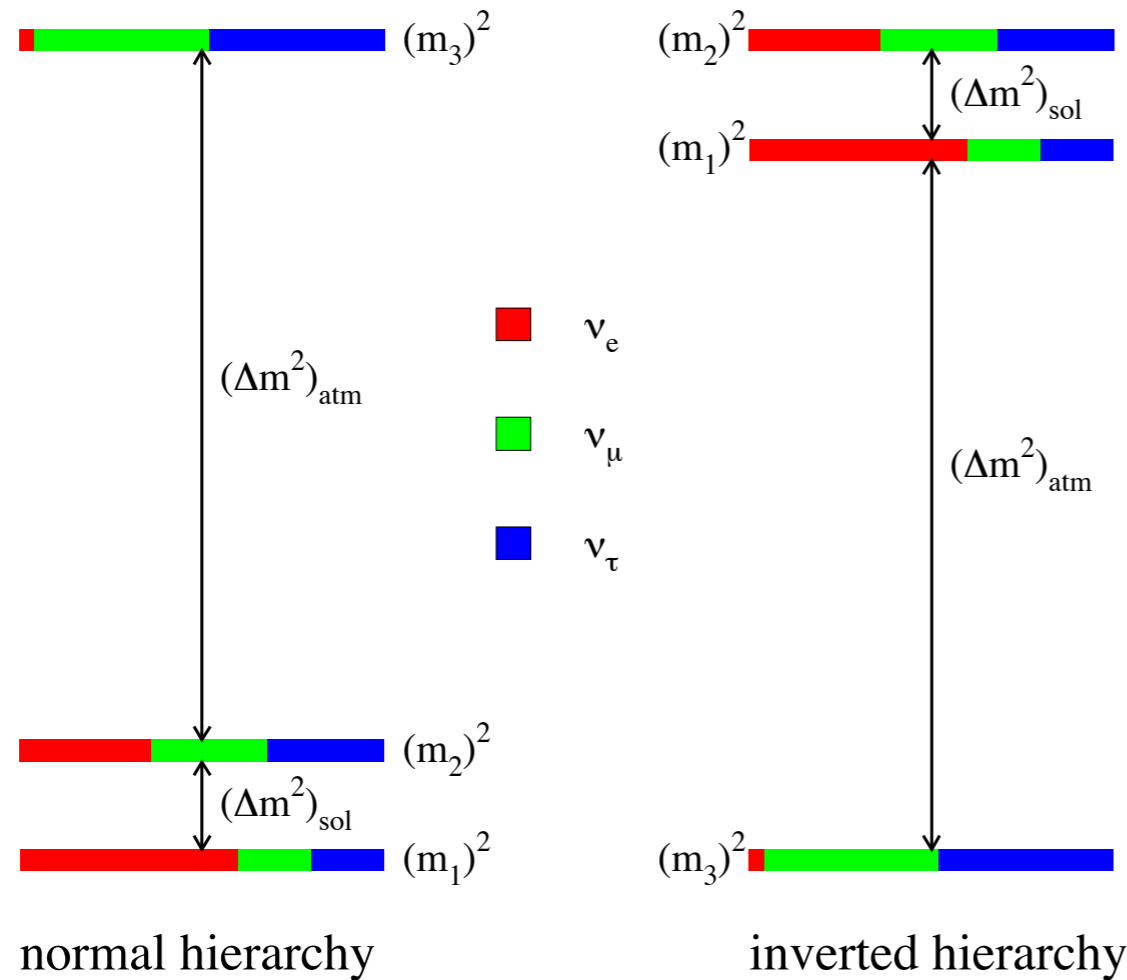 (m₃)²
(Δm²)atm
(m₂)²
(Δm²)sol
(m₁)²
normal hierarchy
νe
νμ
ντ
(m₂)²
(Δm²)sol
(m₁)²
(Δm²)atm
(m₃)²
inverted hierarchy